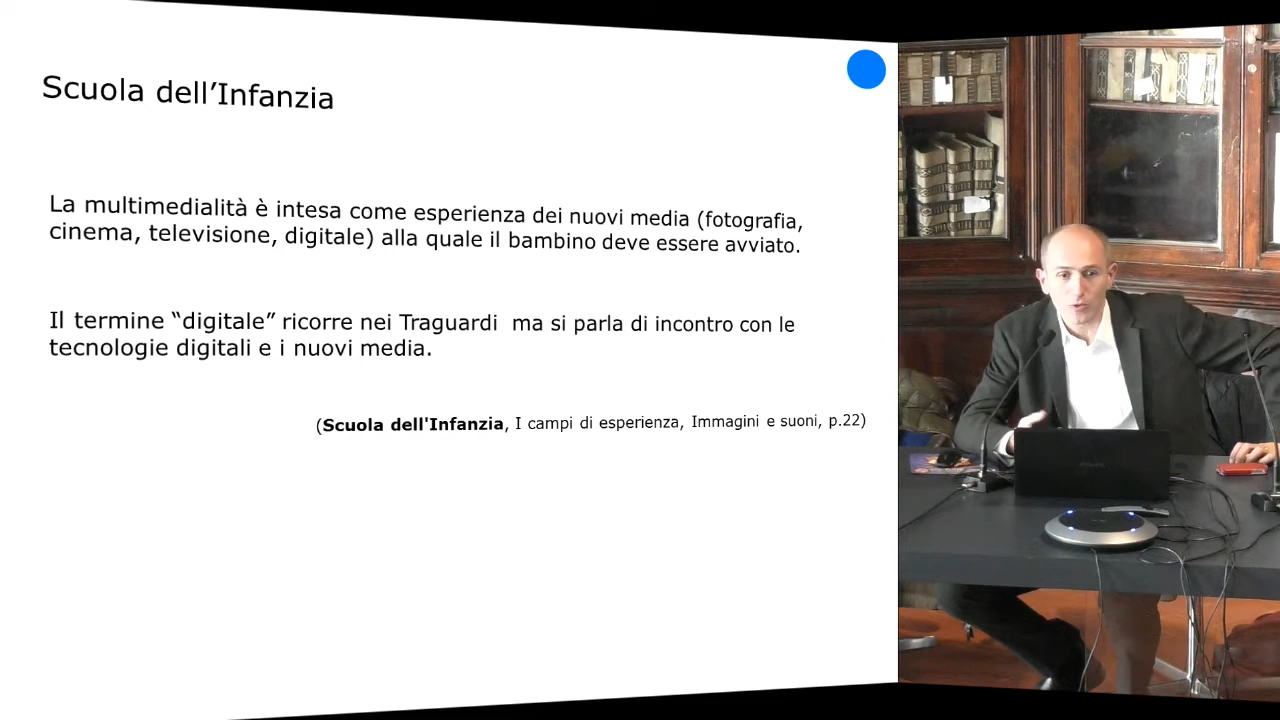 Scuola dell’Infanzia
La multimedialità è intesa come esperienza dei nuovi media (fotografia,
cinema, televisione, digitale) alla quale il bambino deve essere avviato.
Il termine “digitale” ricorre nei Traguardi ma si parla di incontro con le
tecnologie digitali e i nuovi media.
(Scuola dell'Infanzia, I campi di esperienza, Immagini e suoni, p.22)